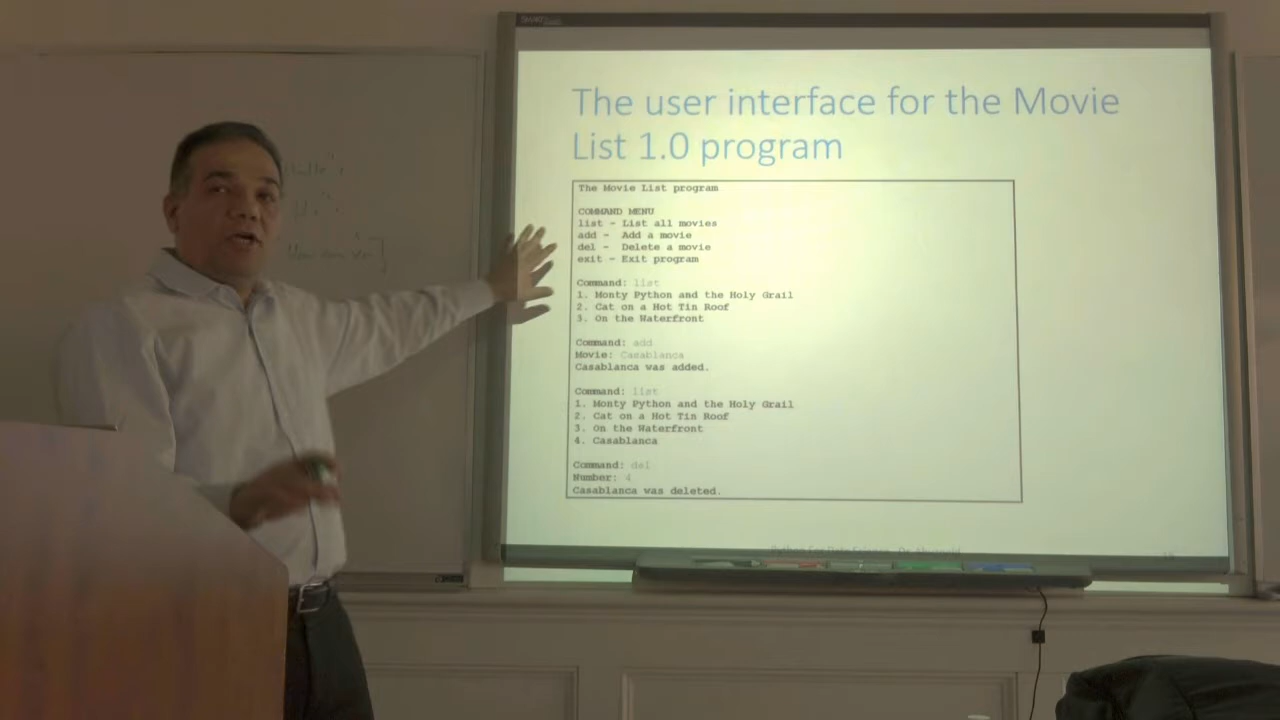 The user interface for the Movie
List 1.0 program
The Movie List program
COMMAND MENU
list - List all movies
add - Add a movie
del - Delete a movie
exit - Exit program
Command: list
1. Monty Python and the Holy Grail
2. Cat on a Hot Tin Roof
3. On the Waterfront
Command: add
Movie: Casablanca
Casablanca was added.
Command: list
1. Monty Python and the Holy Grail
2. Cat on a Hot Tin Roof
3. On the Waterfront
4. Casablanca
Command: del
Number: 4
Casablanca was deleted.
Python For Data Science